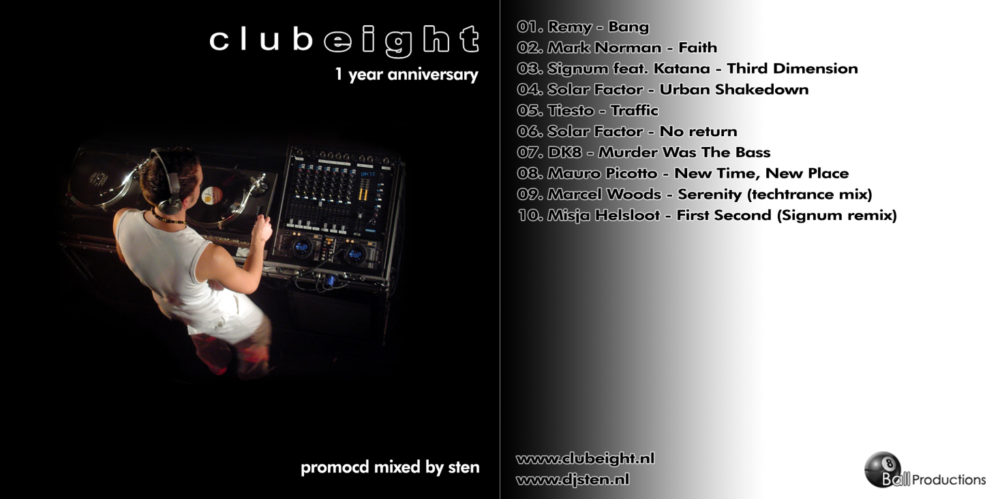 clubeight
1 year anniversary
promocd mixed by sten
01. Remy - Bang
02. Mark Norman - Faith
03. Signum feat. Katana - Third Dimension
04. Solar Factor - Urban Shakedown
05. Tiesto - Traffic
06. Solar Factor - No return
07. DK8 - Murder Was The Bass
08. Mauro Picotto - New Time, New Place
09. Marcel Woods - Serenity (techtrance mix)
10. Misja Helsloot - First Second (Signum remix)
www.clubeight.nl
www.djsten.nl
8
Ball Productions